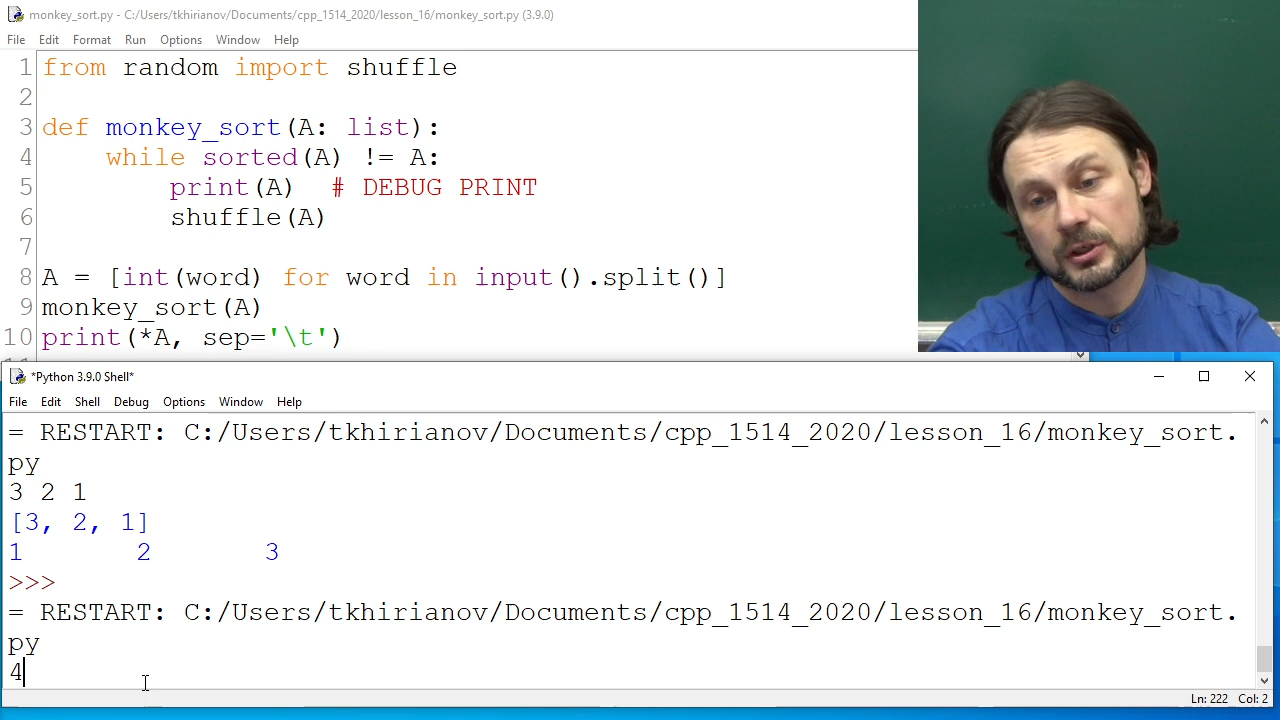 monkey_sort.py - C:/Users/tkhirianov/Documents/cpp_1514_2020/lesson_16/monkey_sort.py (3.9.0)
File Edit Format Run Options Window Help
1 from random import shuffle
2
3 def monkey_sort(A: list):
4 while sorted(A) != A:
5 print(A) # DEBUG PRINT
6 shuffle(A)
7
8 A = [int(word) for word in input().split()]
9 monkey_sort(A)
10 print(*A, sep='\t')
*Python 3.9.0 Shell*
File Edit Shell Debug Options Window Help
= RESTART: C:/Users/tkhirianov/Documents/cpp_1514_2020/lesson_16/monkey_sort.
py
3 2 1
[3, 2, 1]
1 2 3
>>>
= RESTART: C:/Users/tkhirianov/Documents/cpp_1514_2020/lesson_16/monkey_sort.
py
4
Ln: 222 Col: 2